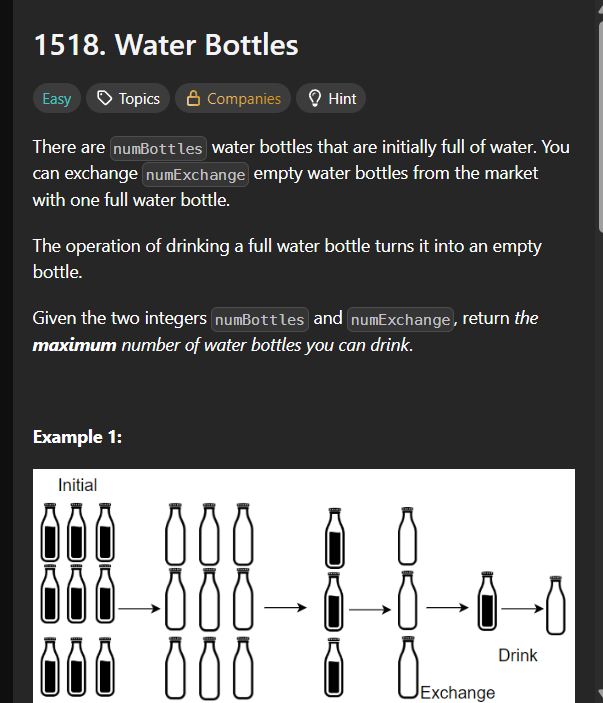 1518. Water Bottles
Easy Topics Companies Hint
There are numBottles water bottles that are initially full of water. You
can exchange numExchange empty water bottles from the market
with one full water bottle.
The operation of drinking a full water bottle turns it into an empty
bottle.
Given the two integers numBottles and numExchange, return the
maximum number of water bottles you can drink.
Example 1:
Initial
Drink
Exchange